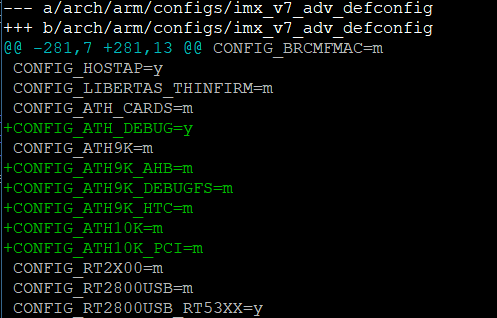 --- a/arch/arm/configs/imx_v7_adv_defconfig
+++ b/arch/arm/configs/imx_v7_adv_defconfig
@@ -281,7 +281,13 @@ CONFIG_BRCMFMAC=m
 CONFIG_HOSTAP=y
 CONFIG_LIBERTAS_THINFIRM=m
 CONFIG_ATH_CARDS=m
+CONFIG_ATH_DEBUG=y
 CONFIG_ATH9K=m
+CONFIG_ATH9K_AHB=m
+CONFIG_ATH9K_DEBUGFS=m
+CONFIG_ATH9K_HTC=m
+CONFIG_ATH10K=m
+CONFIG_ATH10K_PCI=m
 CONFIG_RT2X00=m
 CONFIG_RT2800USB=m
 CONFIG_RT2800USB_RT53XX=y